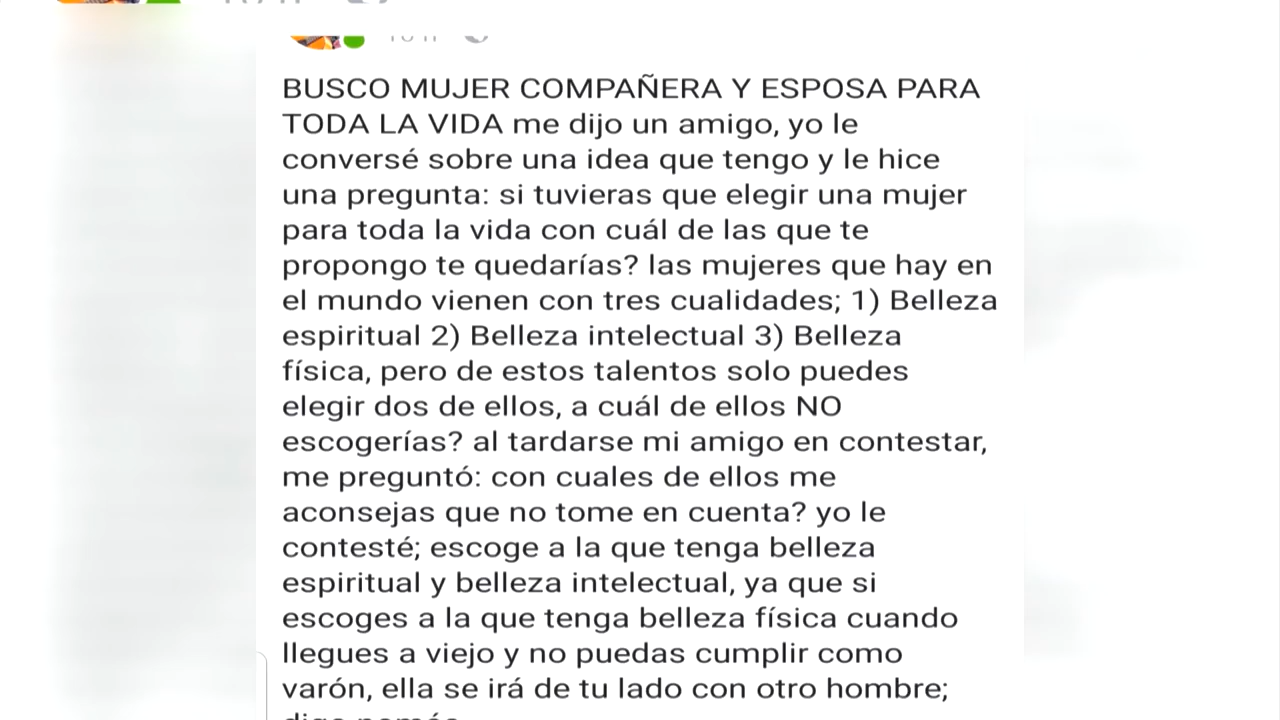 BUSCO MUJER COMPAÑERA Y ESPOSA PARA
TODA LA VIDA me dijo un amigo, yo le
conversé sobre una idea que tengo y le hice
una pregunta: si tuvieras que elegir una mujer
para toda la vida con cuál de las que te
propongo te quedarías? las mujeres que hay en
el mundo vienen con tres cualidades; 1) Belleza
espiritual 2) Belleza intelectual 3) Belleza
física, pero de estos talentos solo puedes
elegir dos de ellos, a cuál de ellos NO
escogerías? al tardarse mi amigo en contestar,
me preguntó: con cuales de ellos me
aconsejas que no tome en cuenta? yo le
contesté; escoge a la que tenga belleza
espiritual y belleza intelectual, ya que si
escoges a la que tenga belleza física cuando
llegues a viejo y no puedas cumplir como
varón, ella se irá de tu lado con otro hombre;